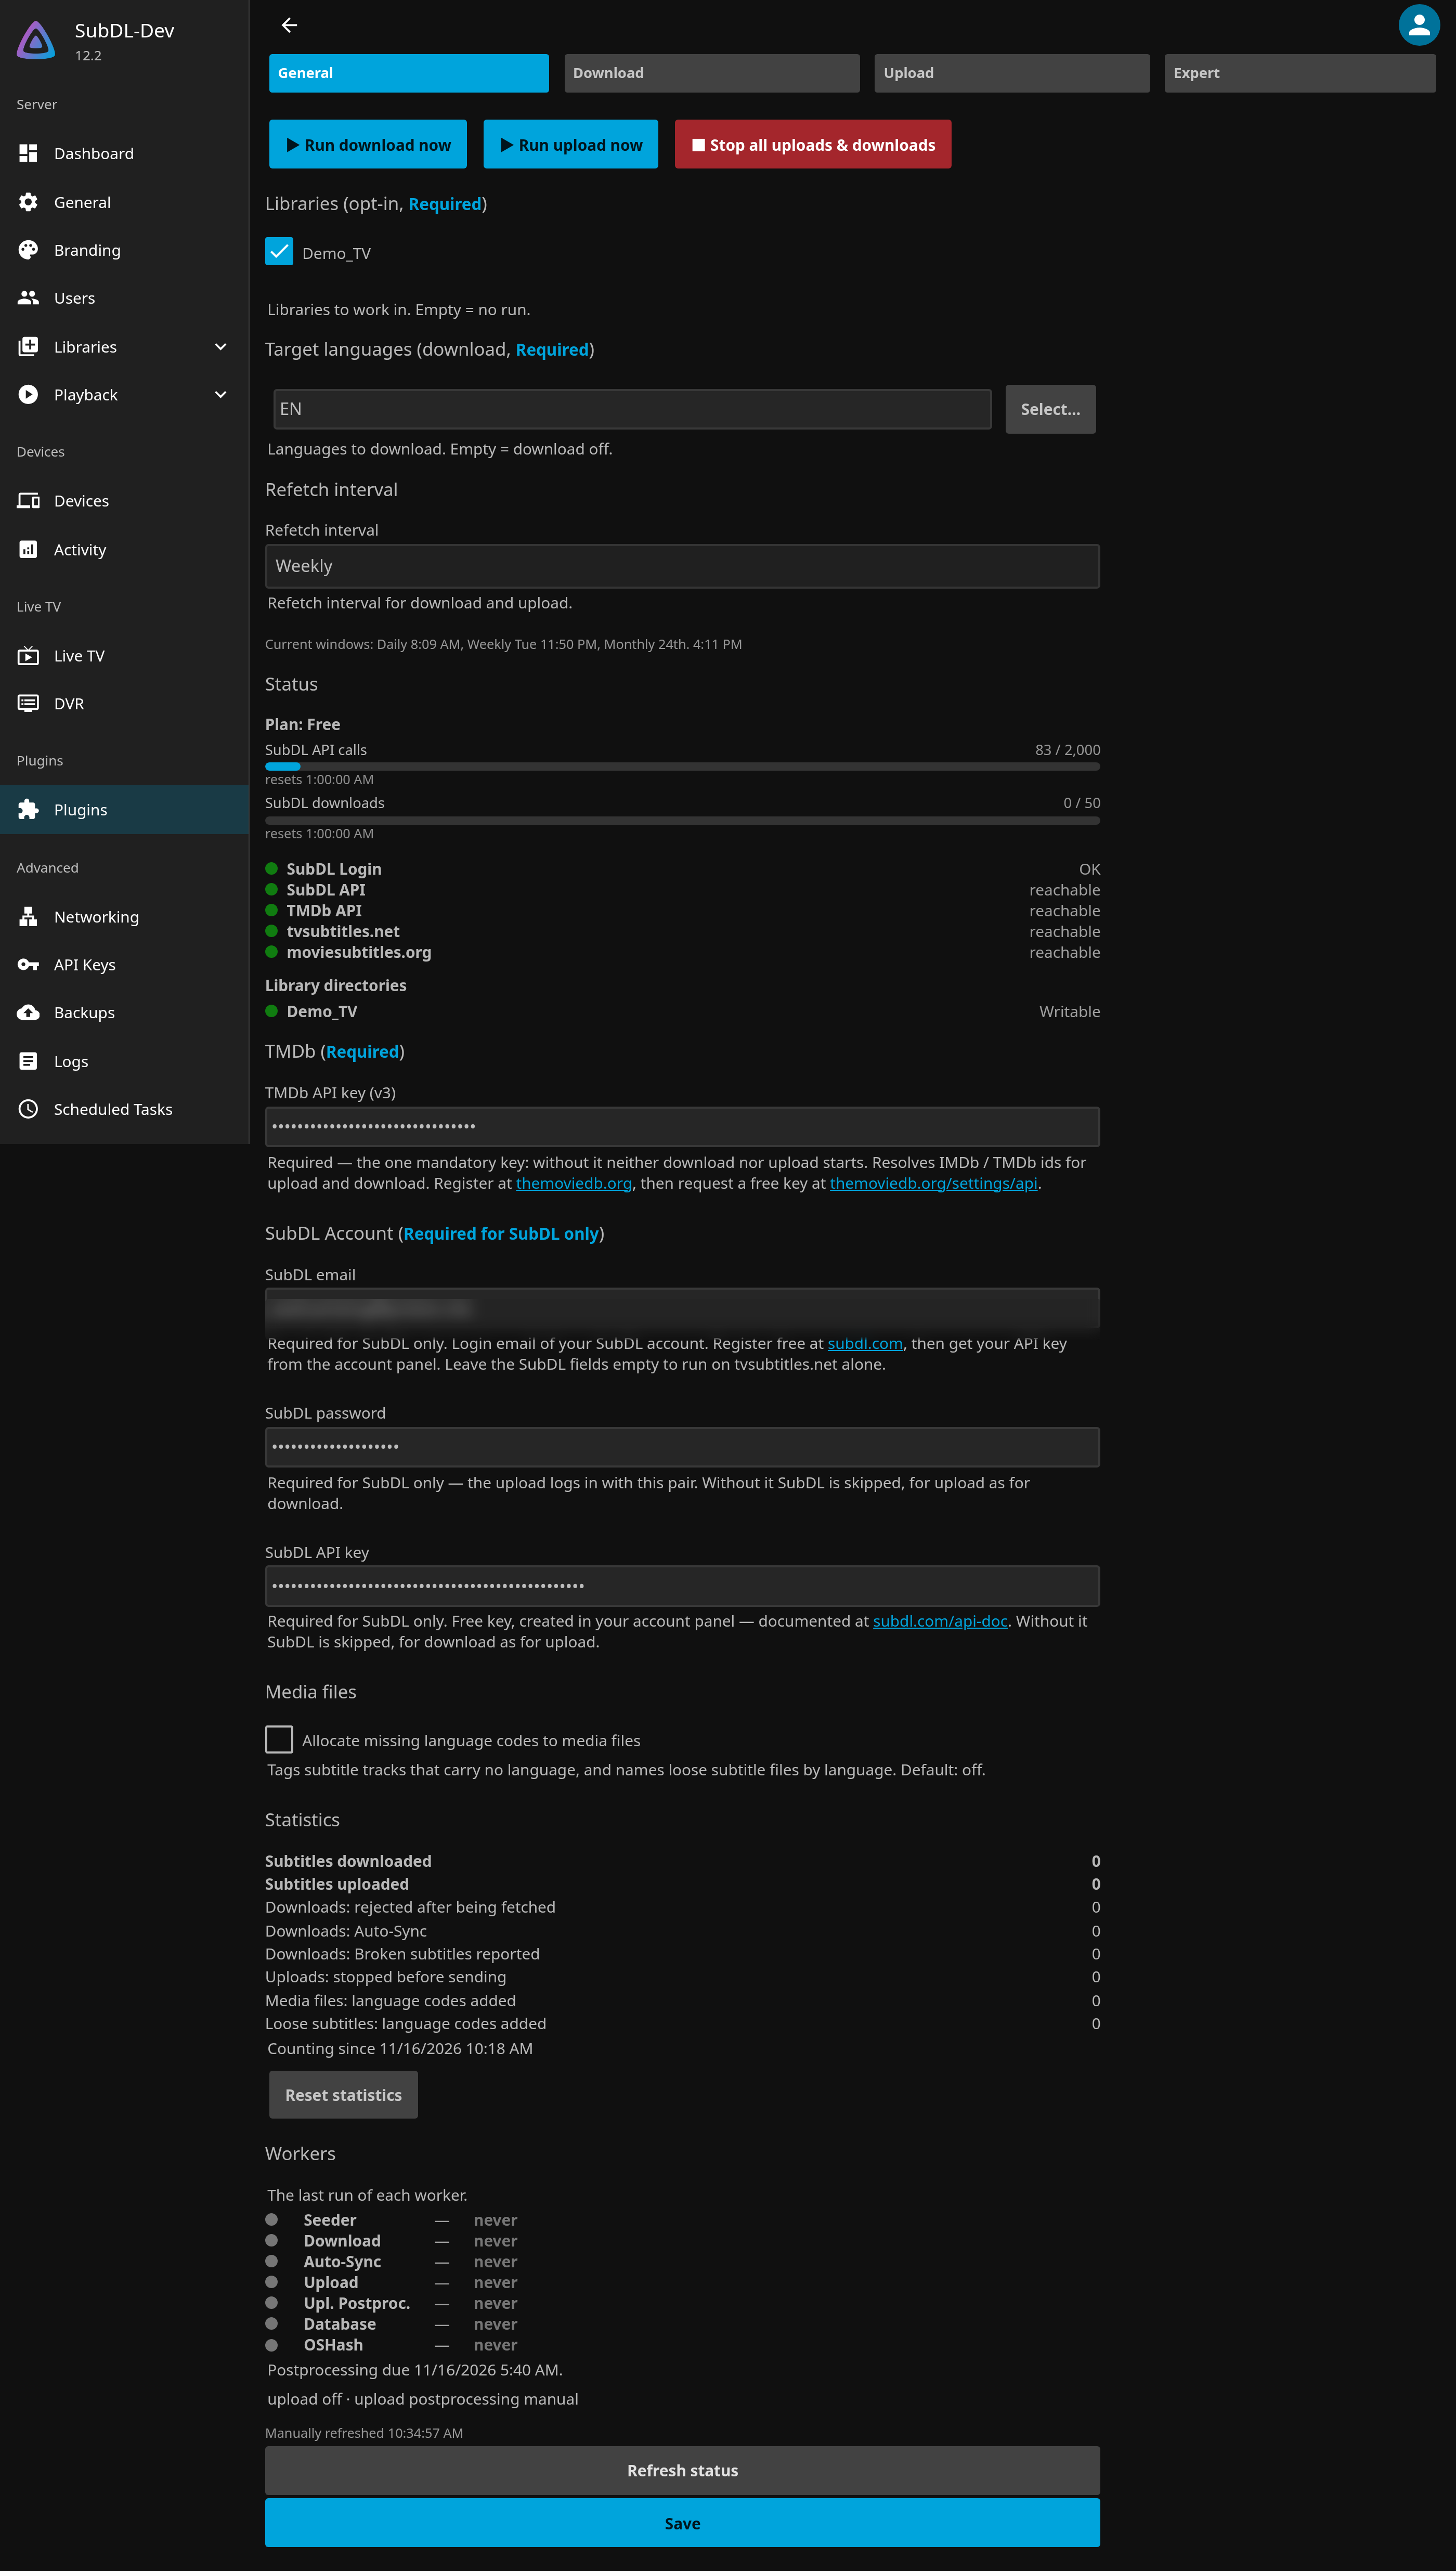 SubDL-Dev
12.2
Server
Dashboard
General
Branding
Users
Libraries
Playback
Devices
Devices
Activity
Live TV
Live TV
DVR
Plugins
Plugins
Advanced
Networking
API Keys
Backups
Logs
Scheduled Tasks
General
Download
Upload
Expert
Run download now
Run upload now
Stop all uploads & downloads
Libraries (opt-in, Required)
Demo_TV
Libraries to work in. Empty = no run.
Target languages (download, Required)
EN
Select...
Languages to download. Empty = download off.
Refetch interval
Refetch interval
Weekly
Refetch interval for download and upload.
Current windows: Daily 8:09 AM, Weekly Tue 11:50 PM, Monthly 24th. 4:11 PM
Status
Plan: Free
SubDL API calls 83 / 2,000
resets 1:00:00 AM
SubDL downloads 0 / 50
resets 1:00:00 AM
SubDL Login OK
SubDL API reachable
TMDb API reachable
tvsubtitles.net reachable
moviesubtitles.org reachable
Library directories
Demo_TV Writable
TMDb (Required)
TMDb API key (v3)
Required — the one mandatory key: without it neither download nor upload starts. Resolves IMDb / TMDb ids for
upload and download. Register at themoviedb.org, then request a free key at themoviedb.org/settings/api.
SubDL Account (Required for SubDL only)
SubDL email
Required for SubDL only. Login email of your SubDL account. Register free at subdl.com, then get your API key
from the account panel. Leave the SubDL fields empty to run on tvsubtitles.net alone.
SubDL password
Required for SubDL only — the upload logs in with this pair. Without it SubDL is skipped, for upload as for
download.
SubDL API key
Required for SubDL only. Free key, created in your account panel — documented at subdl.com/api-doc. Without it
SubDL is skipped, for download as for upload.
Media files
Allocate missing language codes to media files
Tags subtitle tracks that carry no language, and names loose subtitle files by language. Default: off.
Statistics
Subtitles downloaded 0
Subtitles uploaded 0
Downloads: rejected after being fetched 0
Downloads: Auto-Sync 0
Downloads: Broken subtitles reported 0
Uploads: stopped before sending 0
Media files: language codes added 0
Loose subtitles: language codes added 0
Counting since 11/16/2026 10:18 AM
Reset statistics
Workers
The last run of each worker.
Seeder — never
Download — never
Auto-Sync — never
Upload — never
Upl. Postproc. — never
Database — never
OSHash — never
Postprocessing due 11/16/2026 5:40 AM.
upload off · upload postprocessing manual
Manually refreshed 10:34:57 AM
Refresh status
Save